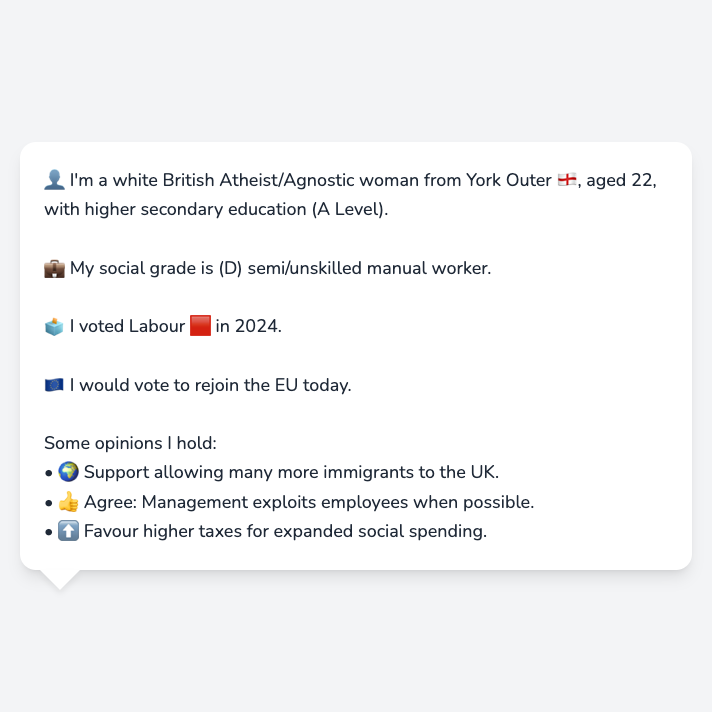 👤 I'm a white British Atheist/Agnostic woman from York Outer 🏴󠁧󠁢󠁥󠁮󠁧󠁿, aged 22,
with higher secondary education (A Level).
💼 My social grade is (D) semi/unskilled manual worker.
🗳️ I voted Labour 🟥 in 2024.
🇪🇺 I would vote to rejoin the EU today.
Some opinions I hold:
• 🌍 Support allowing many more immigrants to the UK.
• 👍 Agree: Management exploits employees when possible.
• ⬆️ Favour higher taxes for expanded social spending.